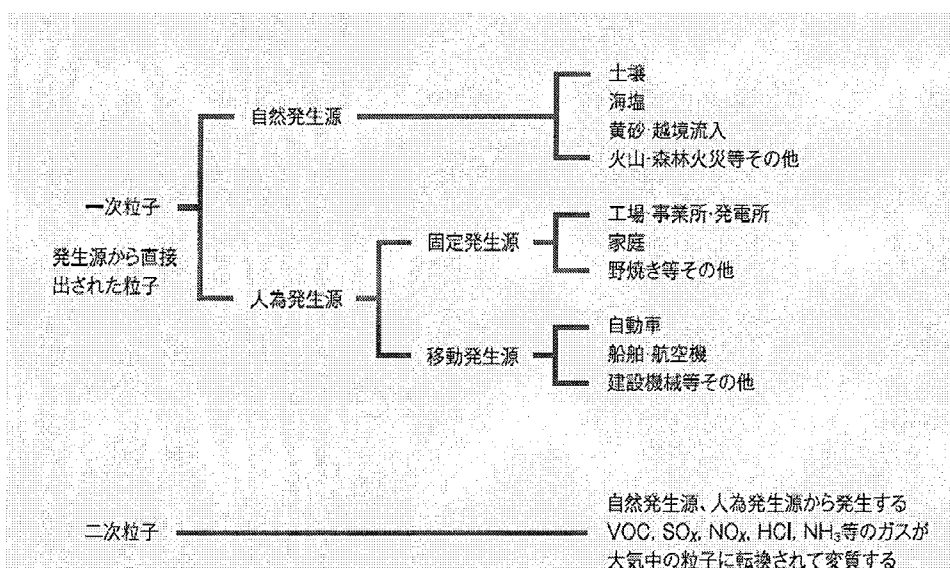 土壌
海塩
黄砂·越境流入
火山·森林火災等その他
自然発生源
一次粒子
発生源から直接
出された粒子
人為発生源
固定発生源
工場·事業所·発電所
家庭
野焼き等その他
移動発生源
自動車
船舶·航空機
建設機械等その他
二次粒子
自然発生源、人為発生源から発生する
VOC, SOx, NOx, HCl, NH₃等のガスが
大気中の粒子に転換されて変質する